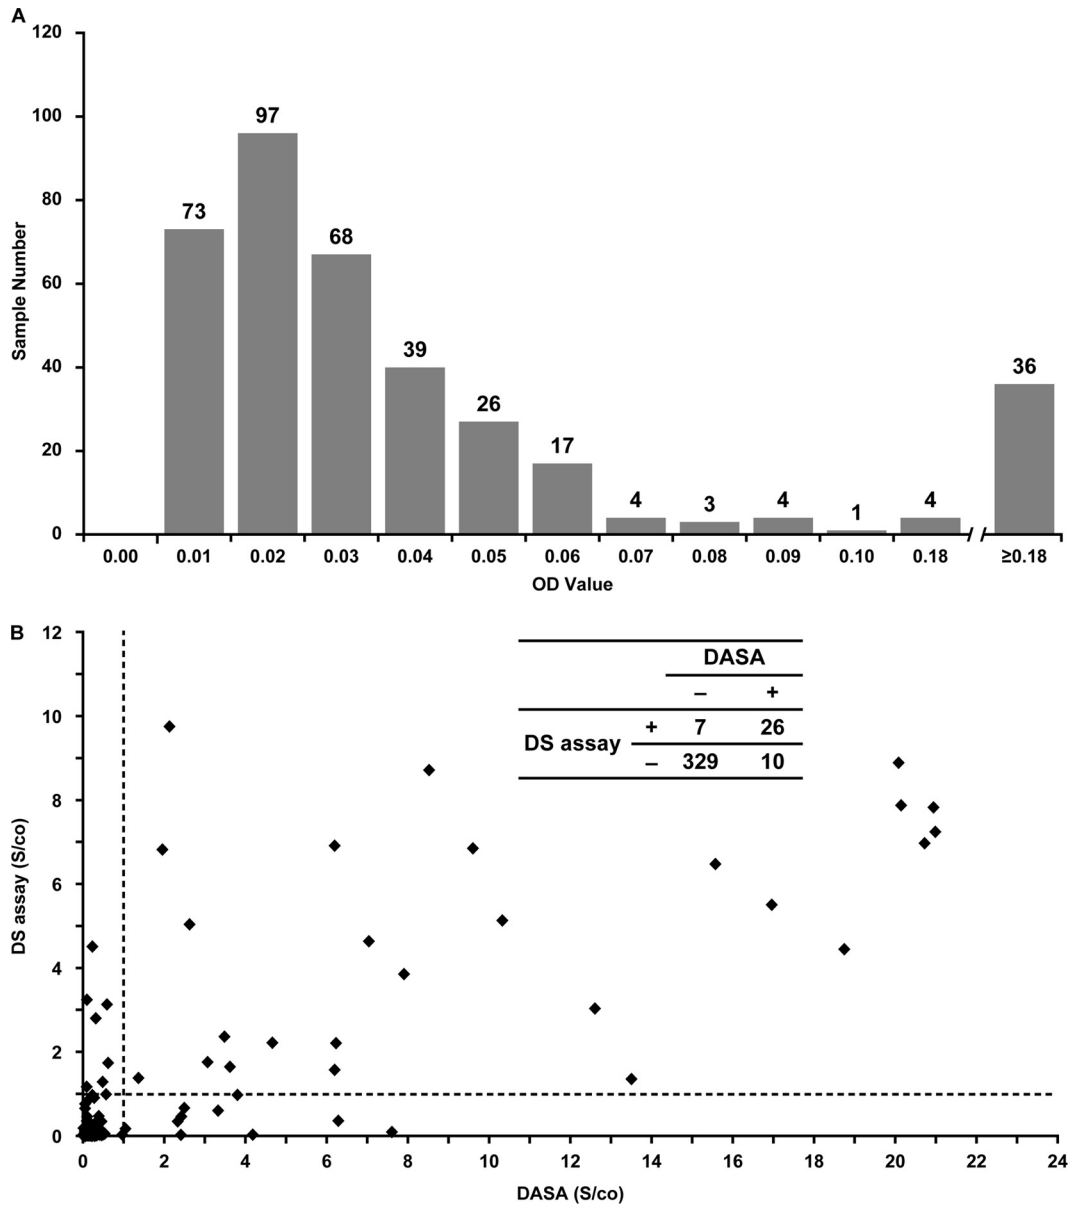 A
120
100
80
60
40
20
0
Sample Number
73
97
68
39
26
17
4
3
4
1
4
36
0.00 0.01 0.02 0.03 0.04 0.05 0.06 0.07 0.08 0.09 0.10 0.18 ≥0.18
OD Value
B
12
10
8
6
4
2
0
DS assay (S/co)
DASA
– +
DS assay + 7 26
– 329 10
0 2 4 6 8 10 12 14 16 18 20 22 24
DASA (S/co)